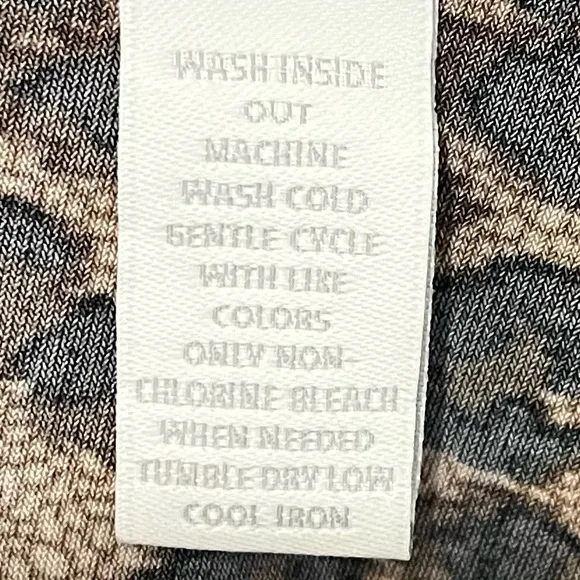 WASH INSIDE
OUT
MACHINE
WASH COLD
GENTLE CYCLE
WITH LIKE
COLORS
ONLY NON-
CHLORINE BLEACH
WHEN NEEDED
TUMBLE DRY LOW
COOL IRON